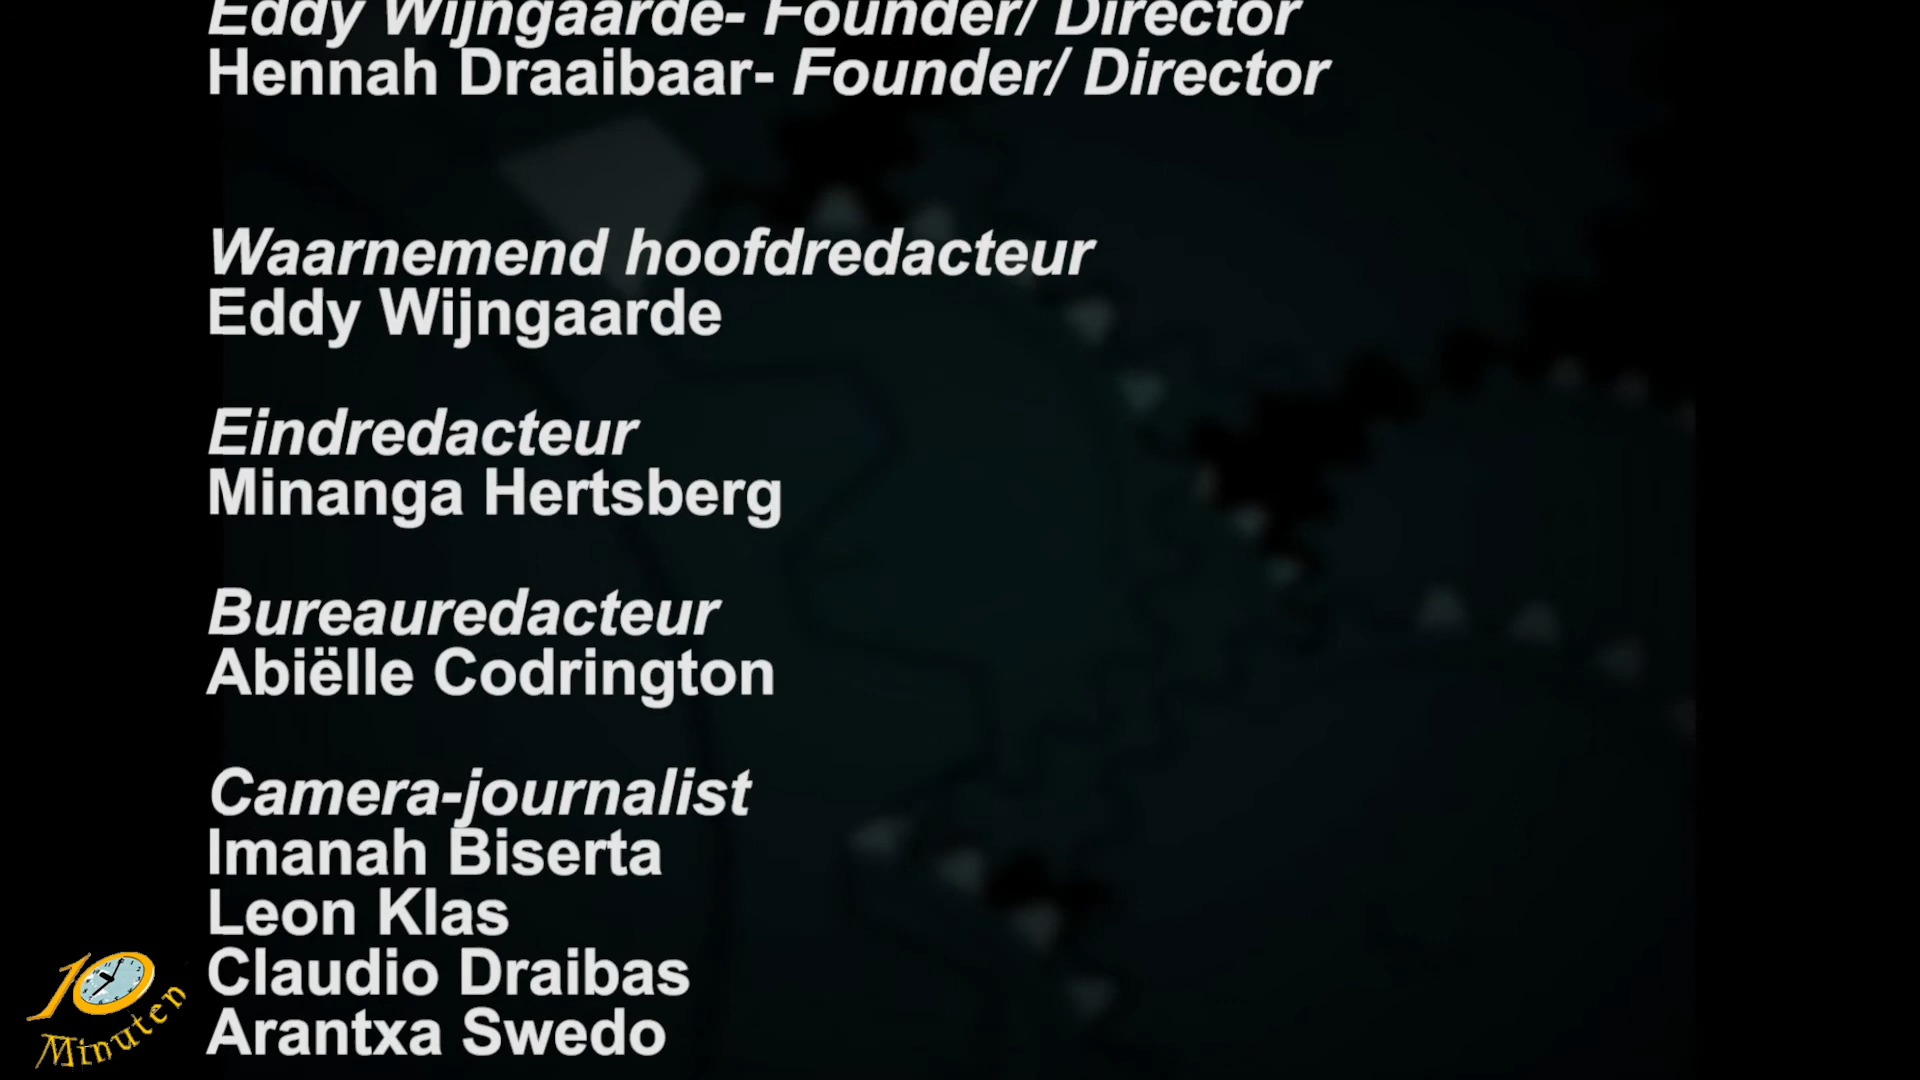 Eddy Wijngaarde- Founder/ Director
Hennah Draaibaar- Founder/ Director
Waarnemend hoofdredacteur
Eddy Wijngaarde
Eindredacteur
Minanga Hertsberg
Bureauredacteur
Abiëlle Codrington
Camera-journalist
Imanah Biserta
Leon Klas
Claudio Draibas
Arantxa Swedo
10
Minuten